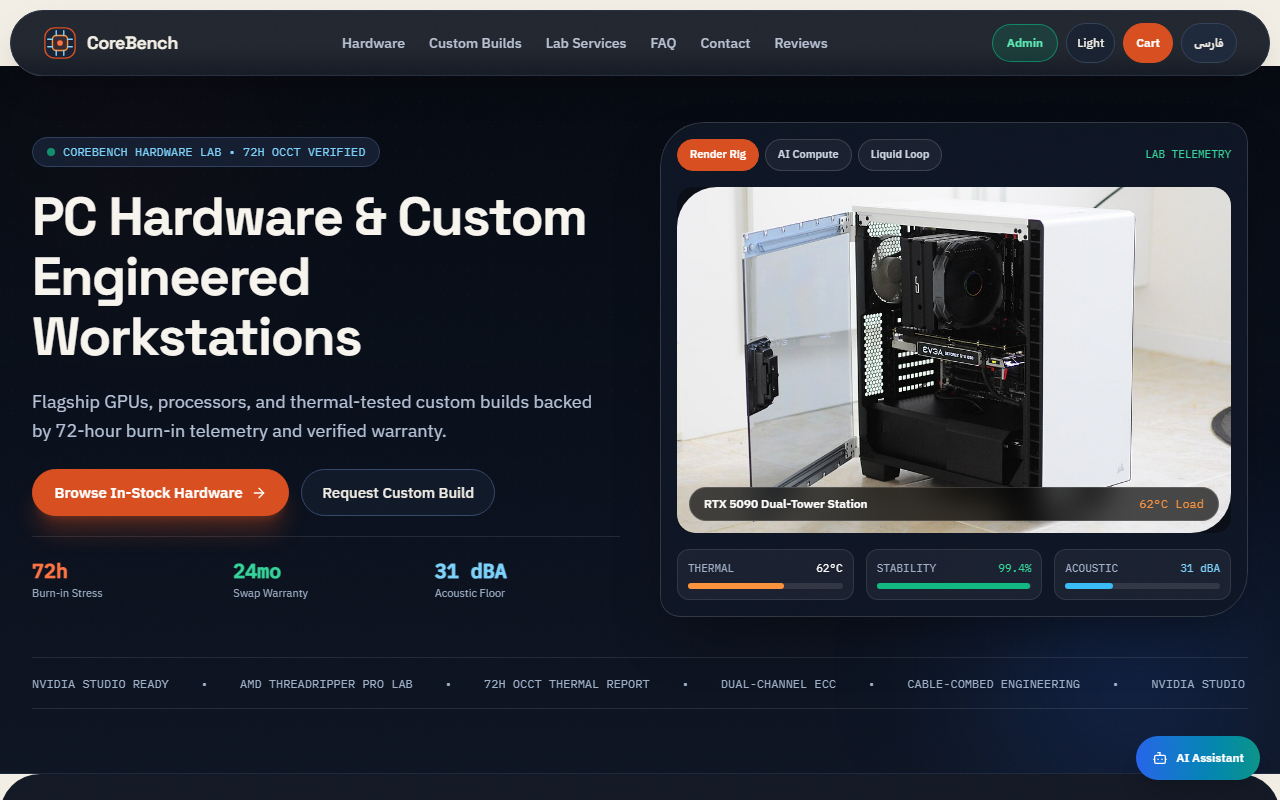 CoreBench
Hardware Custom Builds Lab Services FAQ Contact Reviews
Admin Light Cart فارسی
COREBENCH HARDWARE LAB • 72H OCCT VERIFIED
PC Hardware & Custom
Engineered
Workstations
Flagship GPUs, processors, and thermal-tested custom builds backed
by 72-hour burn-in telemetry and verified warranty.
Browse In-Stock Hardware → Request Custom Build
72h 24mo 31 dBA
Burn-in Stress Swap Warranty Acoustic Floor
Render Rig AI Compute Liquid Loop LAB TELEMETRY
EVGA
RTX 5090 Dual-Tower Station 62°C Load
THERMAL 62°C STABILITY 99.4% ACOUSTIC 31 dBA
NVIDIA STUDIO READY • AMD THREADRIPPER PRO LAB • 72H OCCT THERMAL REPORT • DUAL-CHANNEL ECC • CABLE-COMBED ENGINEERING • NVIDIA STUDIO
AI Assistant